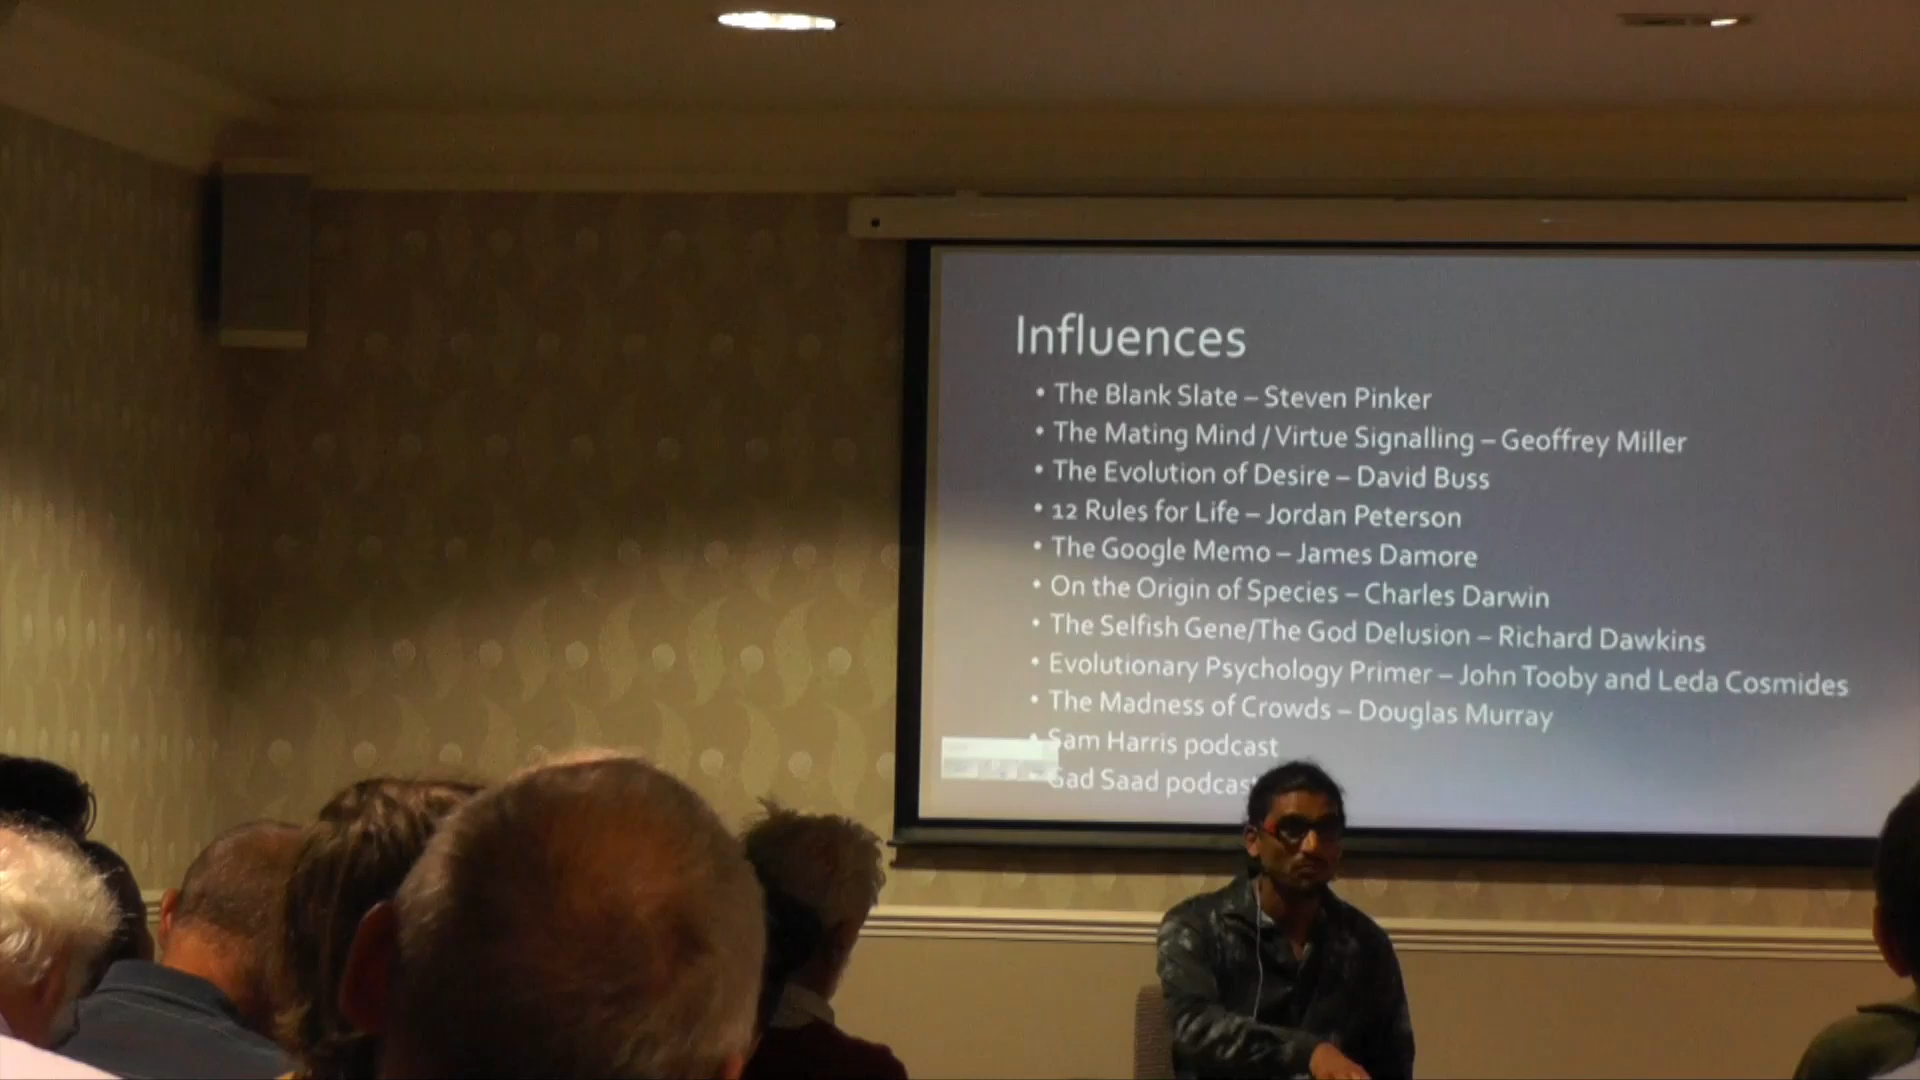 Influences
• The Blank Slate – Steven Pinker
• The Mating Mind / Virtue Signalling – Geoffrey Miller
• The Evolution of Desire – David Buss
• 12 Rules for Life – Jordan Peterson
• The Google Memo – James Damore
• On the Origin of Species – Charles Darwin
• The Selfish Gene/The God Delusion – Richard Dawkins
• Evolutionary Psychology Primer – John Tooby and Leda Cosmides
• The Madness of Crowds – Douglas Murray
• Sam Harris podcast
• Gad Saad podcast